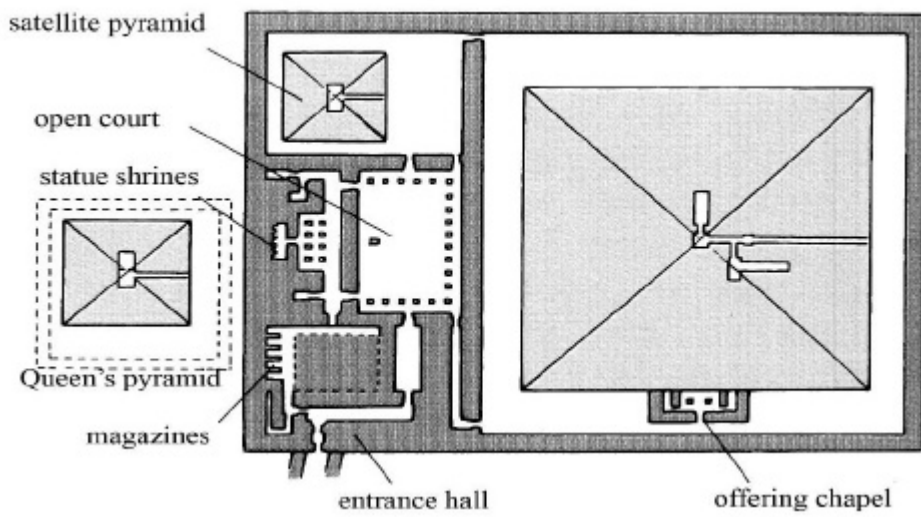 satellite pyramid
open court
statue shrines
Queen's pyramid
magazines
entrance hall
offering chapel